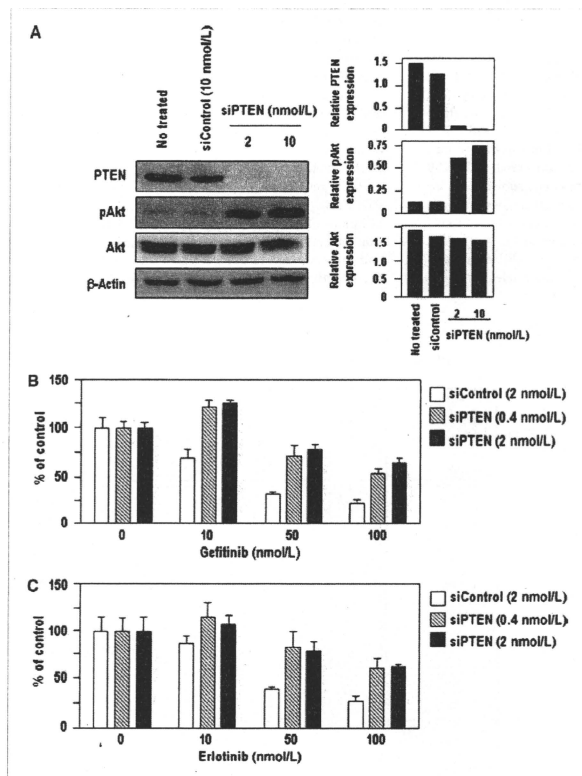 A
No treated
siControl (10 nmol/L)
siPTEN (nmol/L)
2 10
PTEN
pAkt
Akt
β-Actin
Relative PTEN expression
1.5
1.0
0.5
0
Relative pAkt expression
0.75
0.50
0.25
0
Relative Akt expression
1.5
1.0
0.5
0
No treated
siControl
2 10
siPTEN (nmol/L)
B
% of control
150
100
50
0
0 10 50 100
Gefitinib (nmol/L)
siControl (2 nmol/L)
siPTEN (0.4 nmol/L)
siPTEN (2 nmol/L)
C
% of control
150
100
50
0
0 10 50 100
Erlotinib (nmol/L)
siControl (2 nmol/L)
siPTEN (0.4 nmol/L)
siPTEN (2 nmol/L)